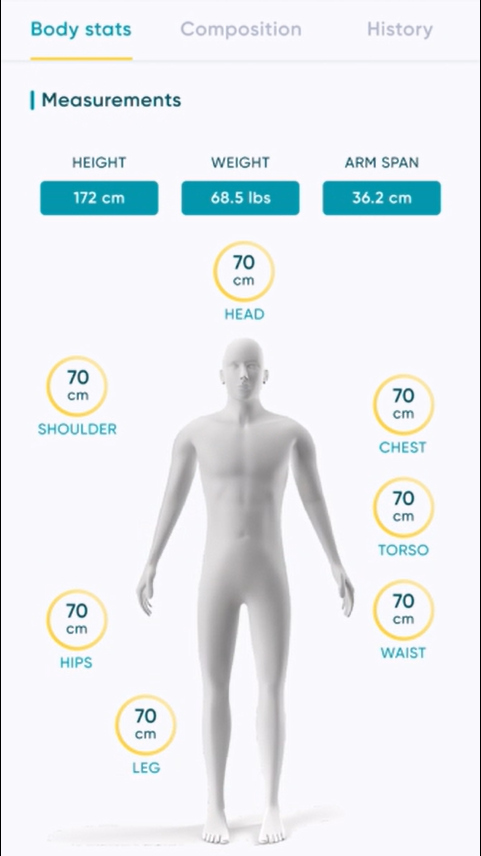 Body stats Composition History
Measurements
HEIGHT WEIGHT ARM SPAN
172 cm 68.5 lbs 36.2 cm
70
cm
HEAD
70
cm
SHOULDER
70
cm
CHEST
70
cm
TORSO
70
cm
WAIST
70
cm
HIPS
70
cm
LEG